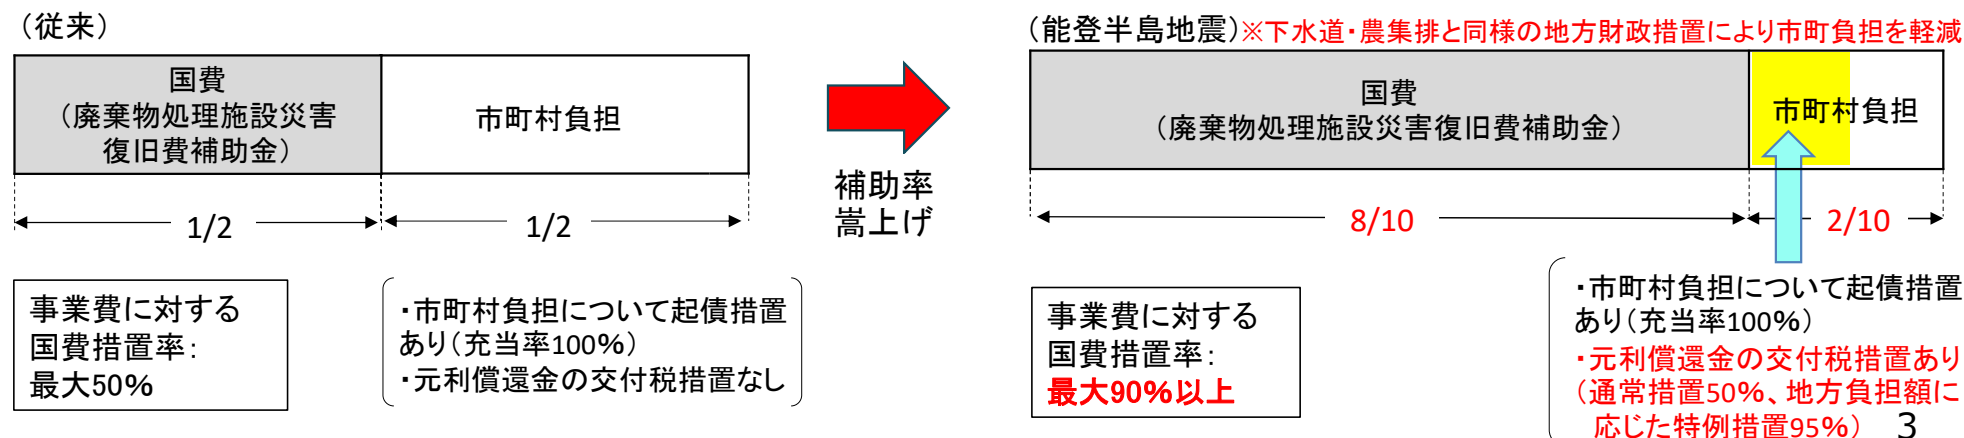 （従来）
国費
（廃棄物処理施設災害
復旧費補助金）
市町村負担
1/2
1/2
事業費に対する
国費措置率：
最大50%
・市町村負担について起債措置
あり（充当率100%）
・元利償還金の交付税措置なし
補助率
嵩上げ
（能登半島地震）※下水道・農集排と同様の地方財政措置により市町負担を軽減
国費
（廃棄物処理施設災害復旧費補助金）
市町村負担
8/10
2/10
事業費に対する
国費措置率：
最大90%以上
・市町村負担について起債措置
あり（充当率100%）
・元利償還金の交付税措置あり
（通常措置50%、地方負担額に
応じた特例措置95%）
3